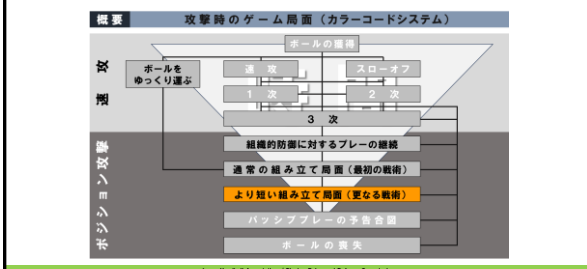 概要
攻撃時のゲーム局面（カラーコードシステム）
ボールの獲得
速攻
ボールを
ゆっくり運ぶ
速 攻
スローオフ
1 次
2 次
3 次
ポジション攻撃
組織的防御に対するプレーの継続
通常の組み立て局面（最初の戦術）
より短い組み立て局面（更なる戦術）
パッシブプレーの予告合図
ボールの喪失